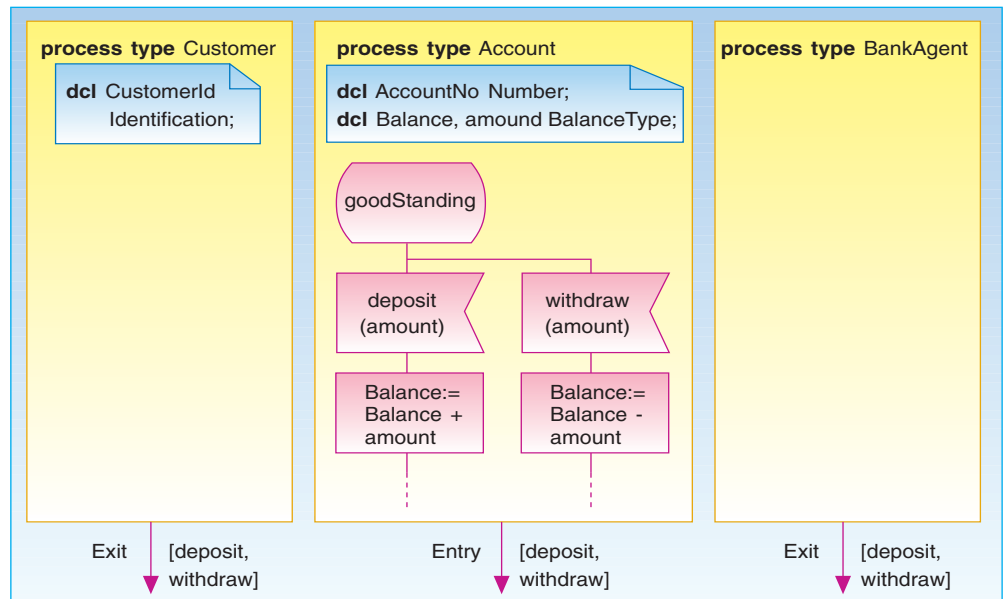 process type Customer
dcl CustomerId
Identification;
process type Account
dcl AccountNo Number;
dcl Balance, amound BalanceType;
goodStanding
deposit
(amount)
withdraw
(amount)
Balance:=
Balance +
amount
Balance:=
Balance -
amount
process type BankAgent
Exit
[deposit,
withdraw]
Entry
[deposit,
withdraw]
Exit
[deposit,
withdraw]